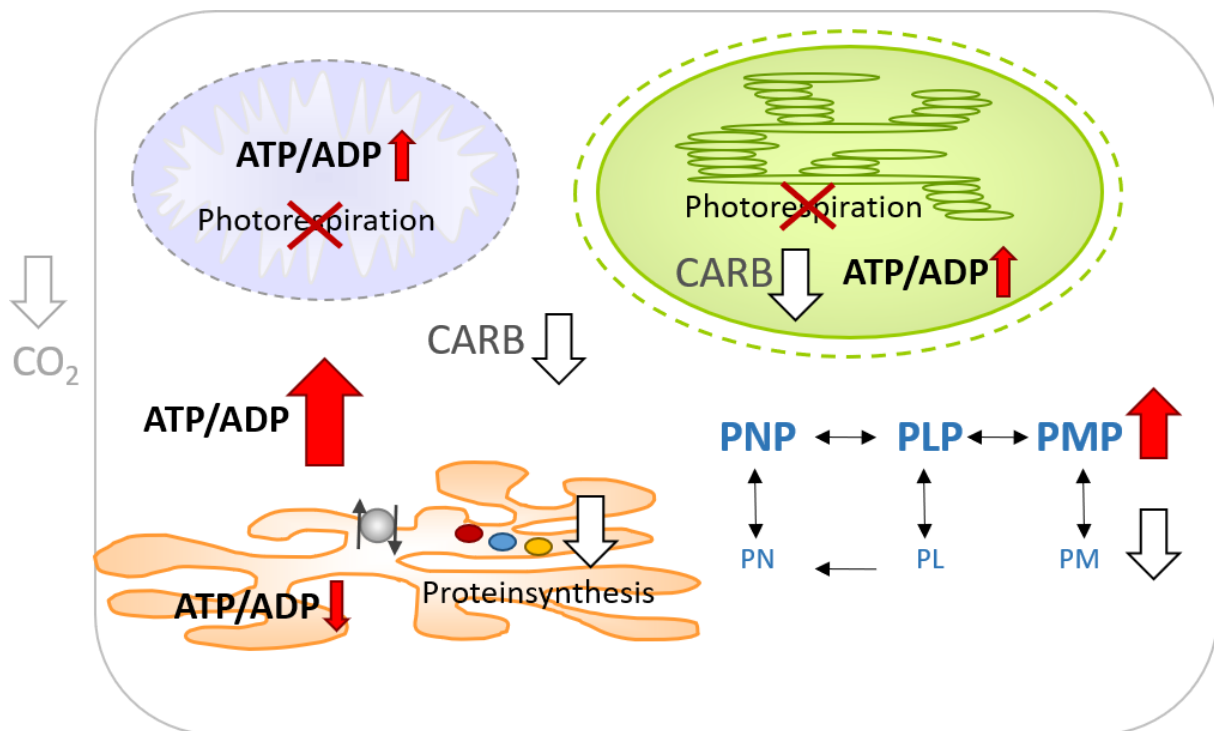 ATP/ADP
Photorespiration
Photorespiration
CARB
ATP/ADP
CO₂
CARB
ATP/ADP
PNP
PLP
PMP
PN
PL
PM
ATP/ADP
Proteinsynthesis